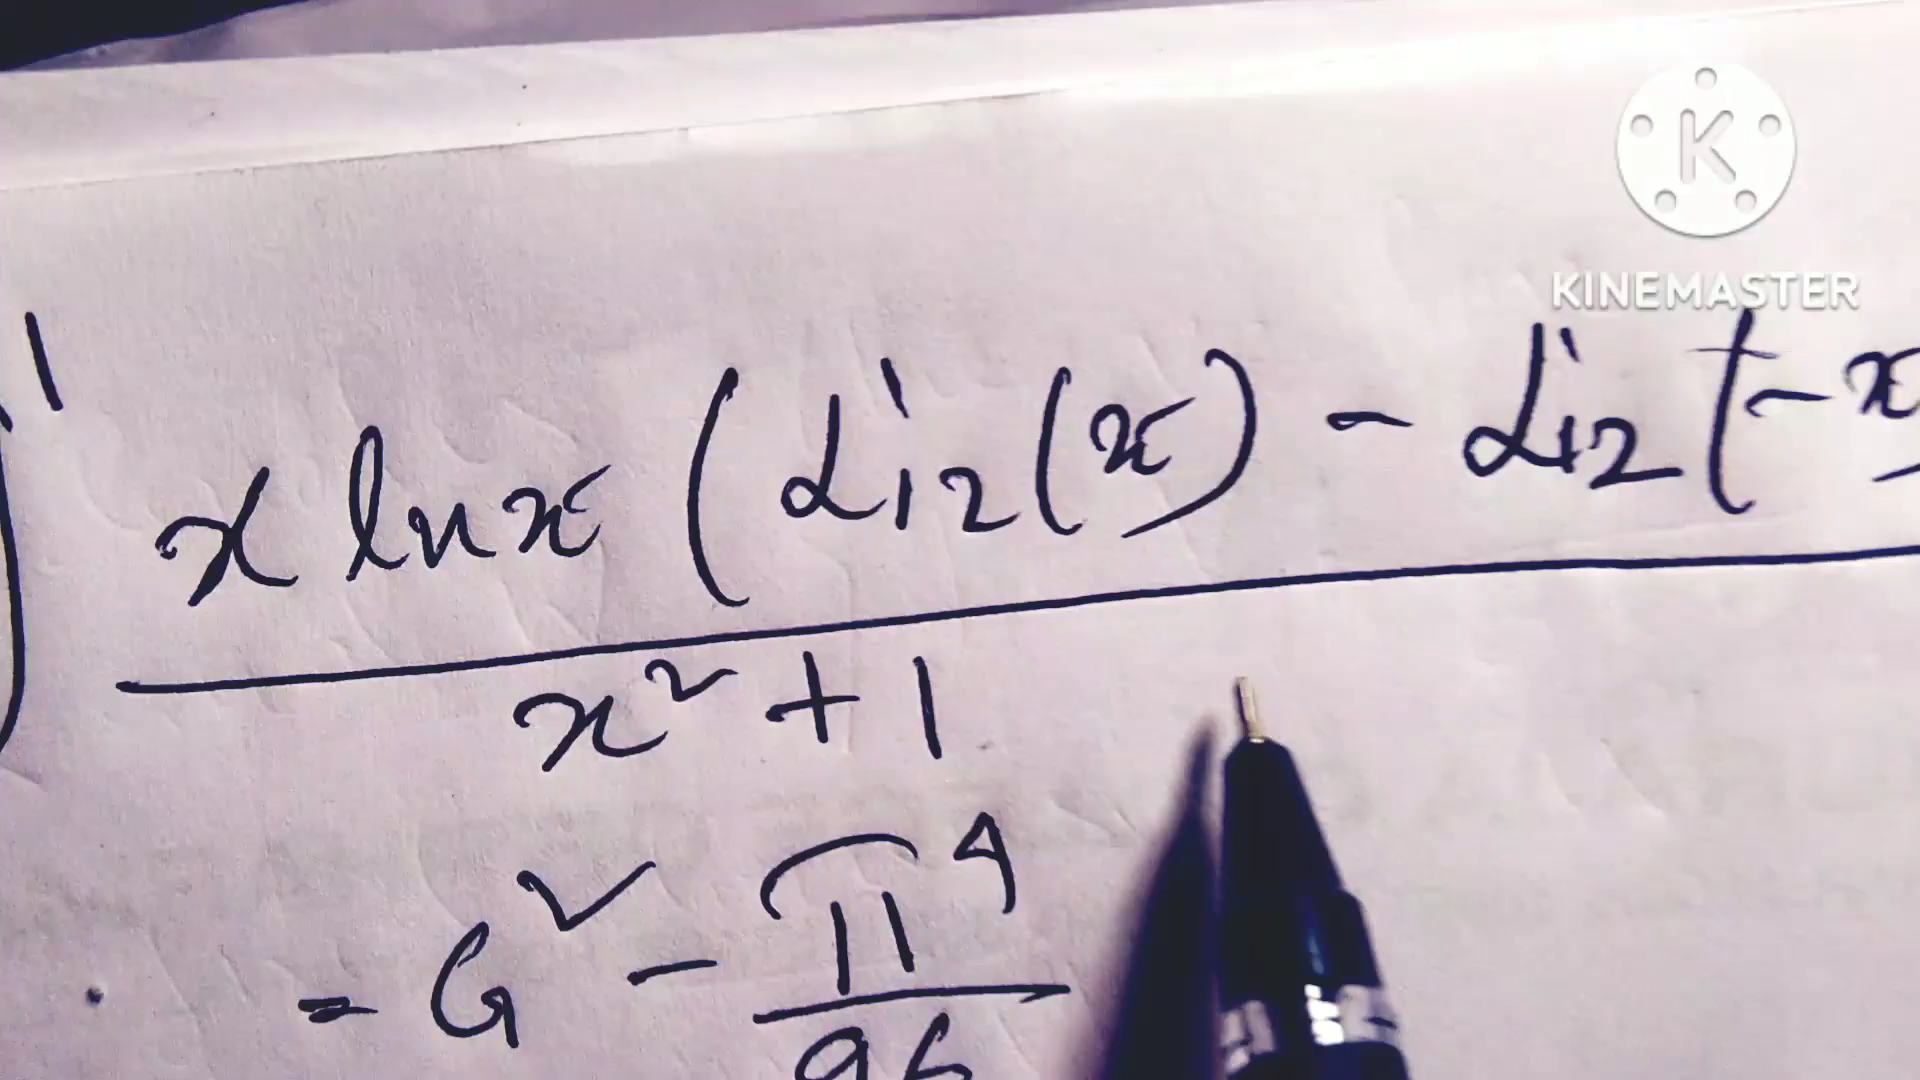 K
KINEMASTER
∫ 1 x ln x ( Li2(x) - Li2(-x
x² + 1
= G² - π⁴
96